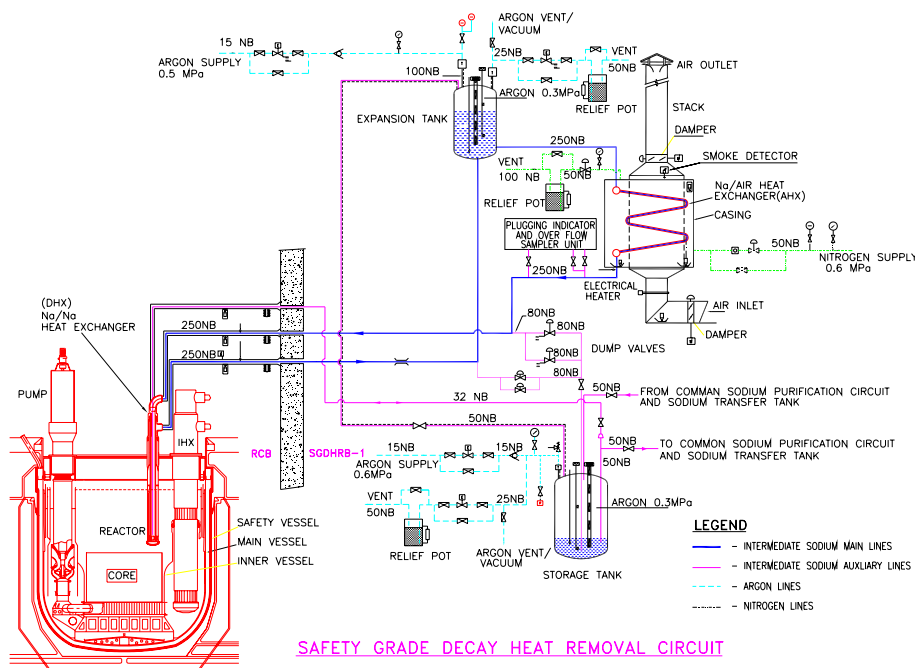 15 NB
ARGON SUPPLY
0.5 MPa
ARGON VENT/
VACUUM
25NB
VENT
50NB
AIR OUTLET
100NB
ARGON
0.3MPa
RELIEF POT
STACK
EXPANSION TANK
DAMPER
250NB
SMOKE DETECTOR
VENT
100 NB
50NB
RELIEF POT
Na/AIR HEAT
EXCHANGER(AHX)
CASING
PLUGGING INDICATOR
AND OVER FLOW
SAMPLER UNIT
50NB
NITROGEN SUPPLY
0.6 MPa
250NB
ELECTRICAL
HEATER
AIR INLET
DAMPER
(DHX)
Na/Na
HEAT EXCHANGER
250NB
250NB
80NB
80NB
DUMP VALVES
80NB
80NB
PUMP
IHX
32 NB
50NB
50NB
FROM COMMAN SODIUM PURIFICATION CIRCUIT
AND SODIUM TRANSFER TANK
50NB
TO COMMON SODIUM PURIFICATION CIRCUIT
AND SODIUM TRANSFER TANK
RCB
SGDHRB-1
15NB
15NB
ARGON SUPPLY
0.6MPa
50NB
VENT
50NB
25NB
ARGON 0.3MPa
RELIEF POT
ARGON VENT/
VACUUM
STORAGE TANK
REACTOR
SAFETY VESSEL
MAIN VESSEL
INNER VESSEL
CORE
LEGEND
- INTERMEDIATE SODIUM MAIN LINES
- INTERMEDIATE SODIUM AUXLIARY LINES
- ARGON LINES
- NITROGEN LINES
SAFETY GRADE DECAY HEAT REMOVAL CIRCUIT